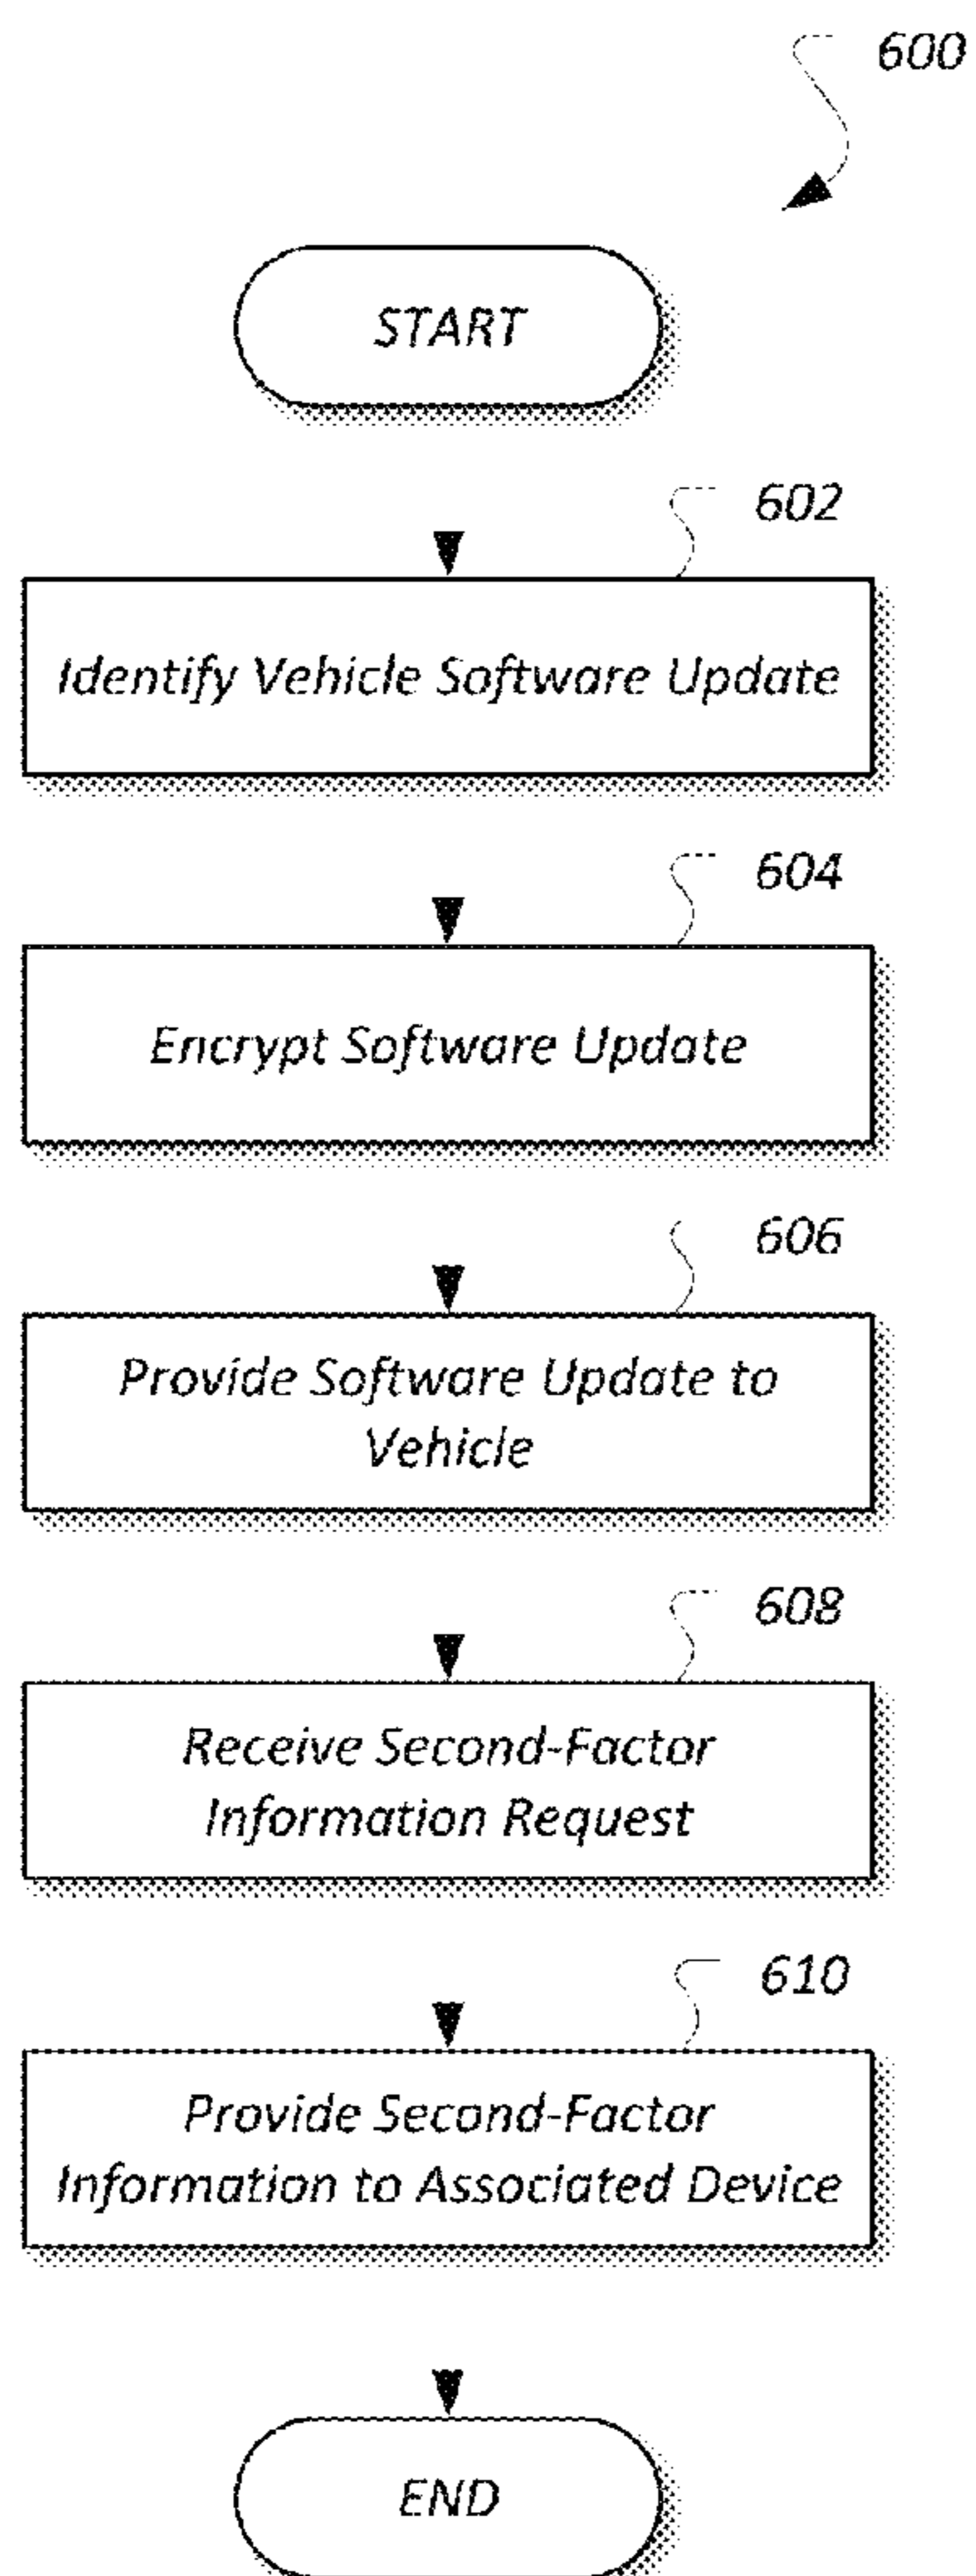 600
START
602
Identify Vehicle Software Update
604
Encrypt Software Update
606
Provide Software Update to
Vehicle
608
Receive Second-Factor
Information Request
610
Provide Second-Factor
Information to Associated Device
END